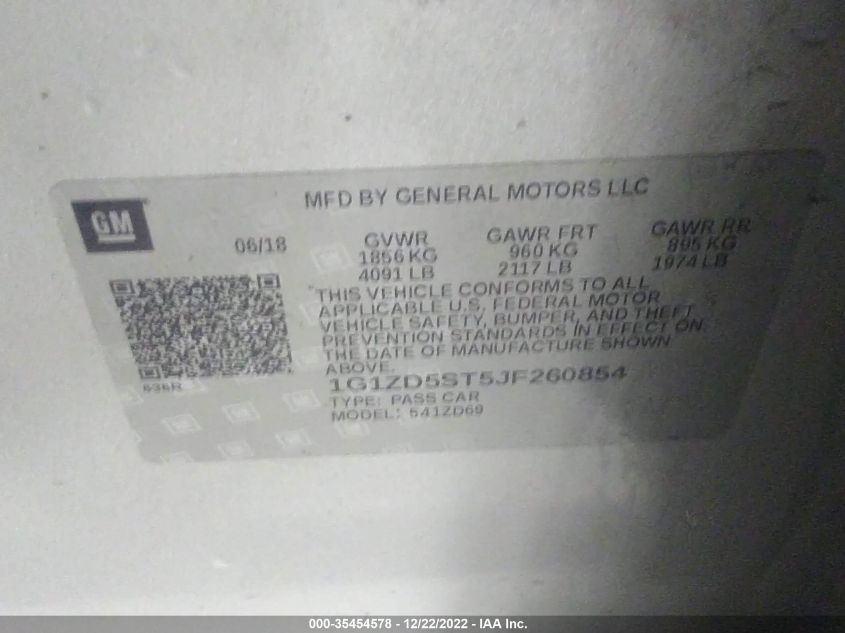 MFD BY GENERAL MOTORS LLC
GM
06/18
GVWR GAWR FRT GAWR RR
1856 KG 960 KG 895 KG
4091 LB 2117 LB 1974 LB
THIS VEHICLE CONFORMS TO ALL
APPLICABLE U.S. FEDERAL MOTOR
VEHICLE SAFETY, BUMPER, AND THEFT
PREVENTION STANDARDS IN EFFECT ON
THE DATE OF MANUFACTURE SHOWN
ABOVE.
1G1ZD5ST5JF260854
TYPE: PASS CAR
MODEL: 541ZD69
000-35454578 - 12/22/2022 - IAA Inc.